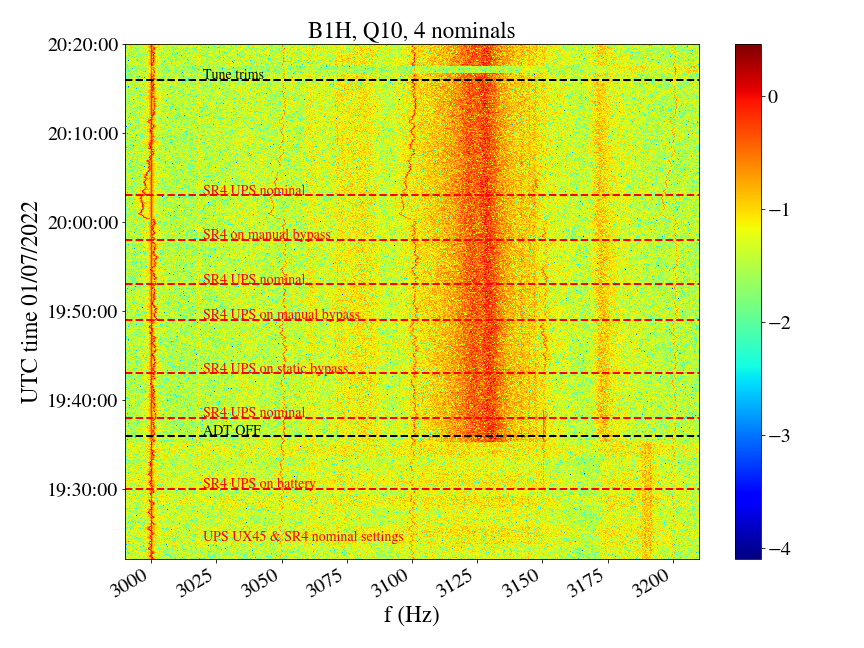 B1H, Q10, 4 nominals
20:20:00
Tune trims
20:10:00
SR4 UPS nominal
20:00:00
SR4 on manual bypass
SR4 UPS nominal
19:50:00
SR4 UPS on manual bypass
SR4 UPS on static bypass
19:40:00
SR4 UPS nominal
ADT OFF
19:30:00
SR4 UPS on battery
UPS UX45 & SR4 nominal settings
UTC time 01/07/2022
3000 3025 3050 3075 3100 3125 3150 3175 3200
f (Hz)
0
−1
−2
−3
−4